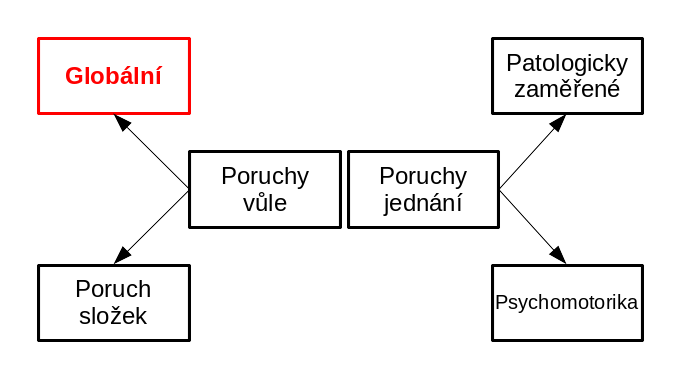 Globální
Patologicky
zaměřené
Poruchy
vůle
Poruchy
jednání
Poruch
složek
Psychomotorika